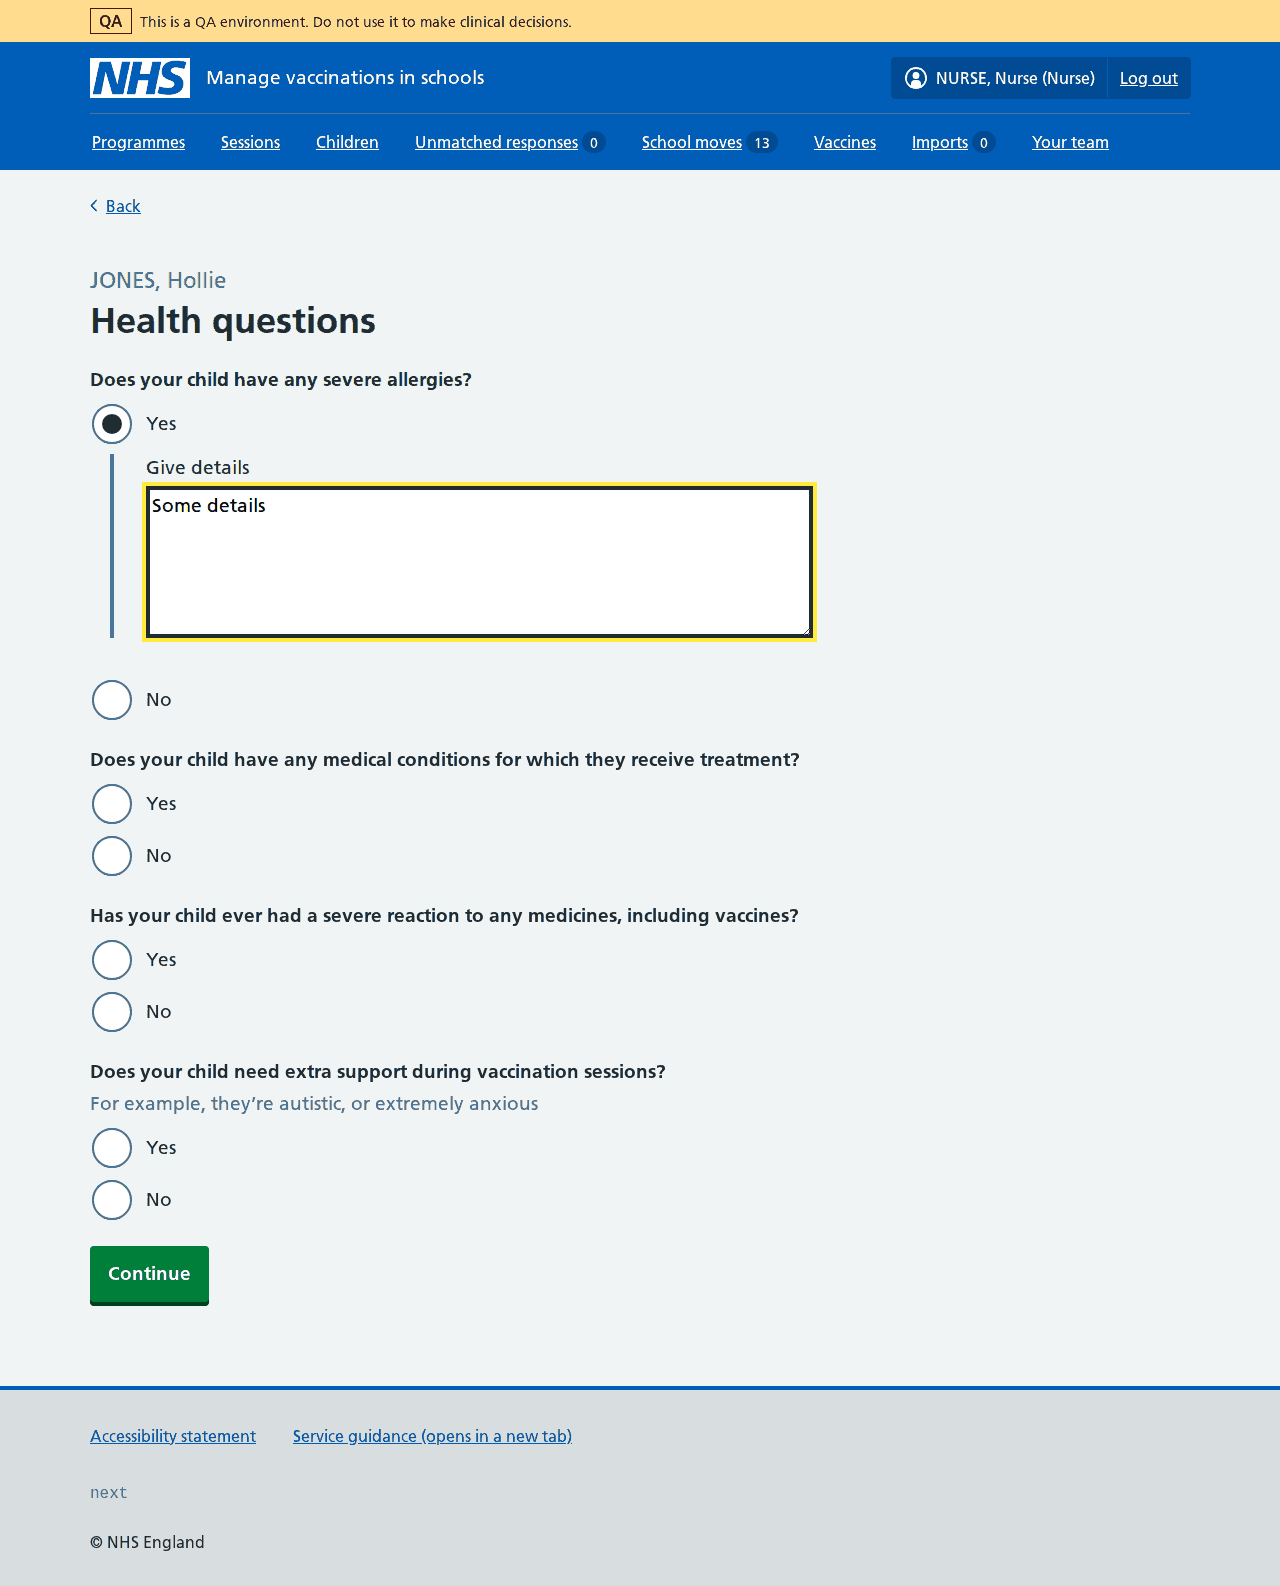 QA This is a QA environment. Do not use it to make clinical decisions.
NHS Manage vaccinations in schools NURSE, Nurse (Nurse) Log out
Programmes Sessions Children Unmatched responses 0 School moves 13 Vaccines Imports 0 Your team
Back
JONES, Hollie
Health questions
Does your child have any severe allergies?
Yes
Give details
Some details
No
Does your child have any medical conditions for which they receive treatment?
Yes
No
Has your child ever had a severe reaction to any medicines, including vaccines?
Yes
No
Does your child need extra support during vaccination sessions?
For example, they’re autistic, or extremely anxious
Yes
No
Continue
Accessibility statement Service guidance (opens in a new tab)
next
© NHS England